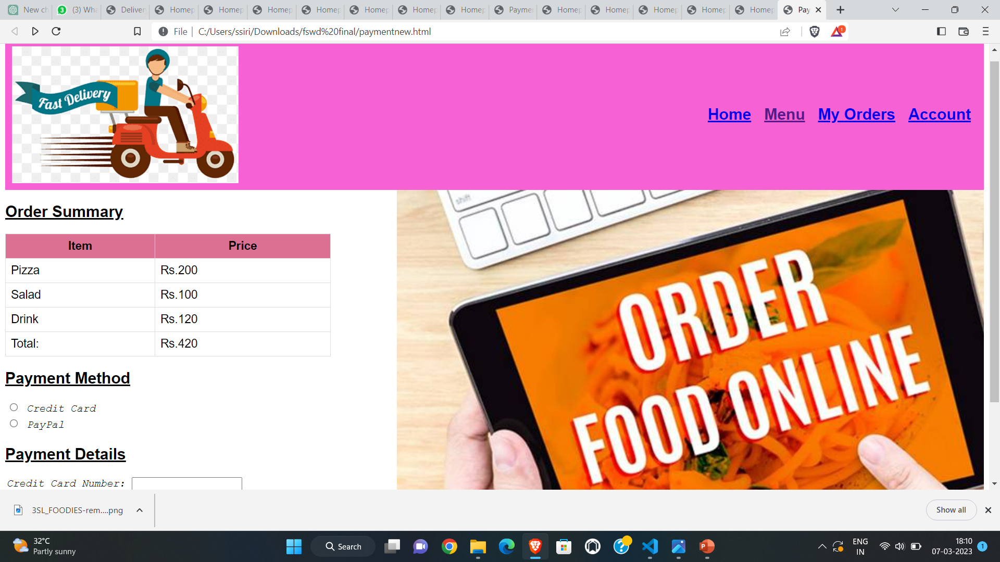 New ch
(3) Wha
Deliver
Homep
Homep
Homep
Homep
Homep
Homep
Homep
Paymer
Homep
Homep
Homep
Homep
Homep
Pay
File C:/Users/ssiri/Downloads/fswd%20final/paymentnew.html
1
Fast Delivery
Home Menu My Orders Account
shift
Order Summary
Item Price
Pizza Rs.200
Salad Rs.100
Drink Rs.120
Total: Rs.420
ORDER
FOOD ONLINE
Payment Method
Credit Card
PayPal
Payment Details
Credit Card Number:
3SL_FOODIES-rem....png
Show all
32°C
Partly sunny
Search
ENG
IN
18:10
07-03-2023
1